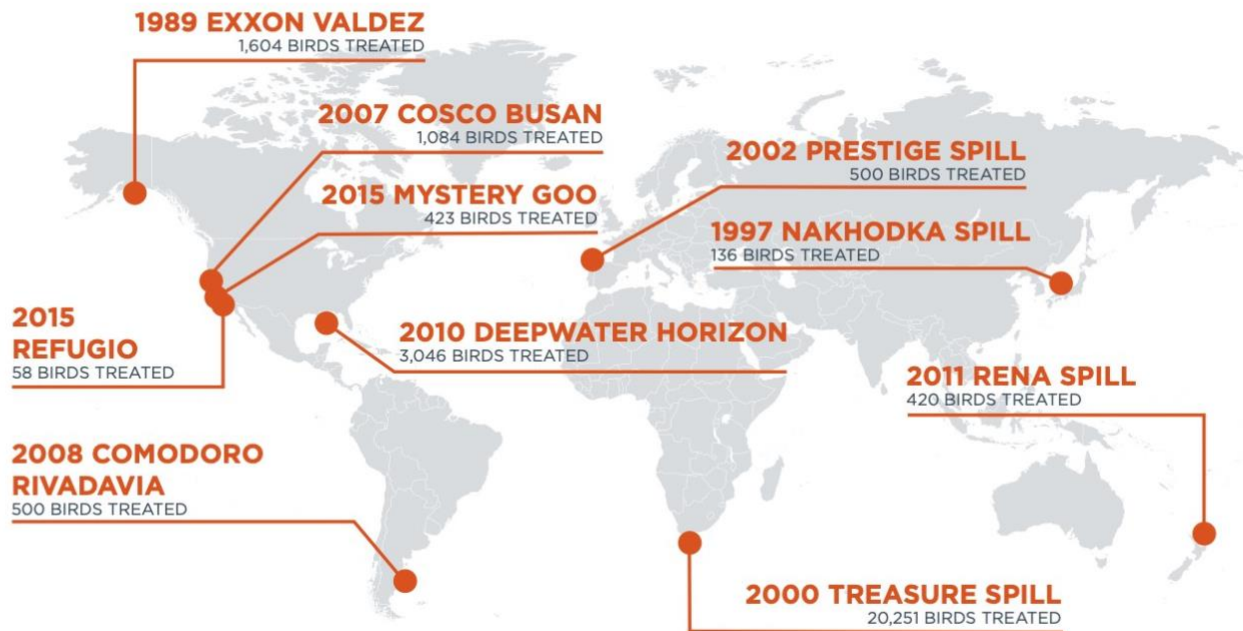 1989 EXXON VALDEZ
1,604 BIRDS TREATED
2007 COSCO BUSAN
1,084 BIRDS TREATED
2002 PRESTIGE SPILL
500 BIRDS TREATED
2015 MYSTERY GOO
423 BIRDS TREATED
1997 NAKHODKA SPILL
136 BIRDS TREATED
2015
REFUGIO
58 BIRDS TREATED
2010 DEEPWATER HORIZON
3,046 BIRDS TREATED
2011 RENA SPILL
420 BIRDS TREATED
2008 COMODORO
RIVADAVIA
500 BIRDS TREATED
2000 TREASURE SPILL
20,251 BIRDS TREATED